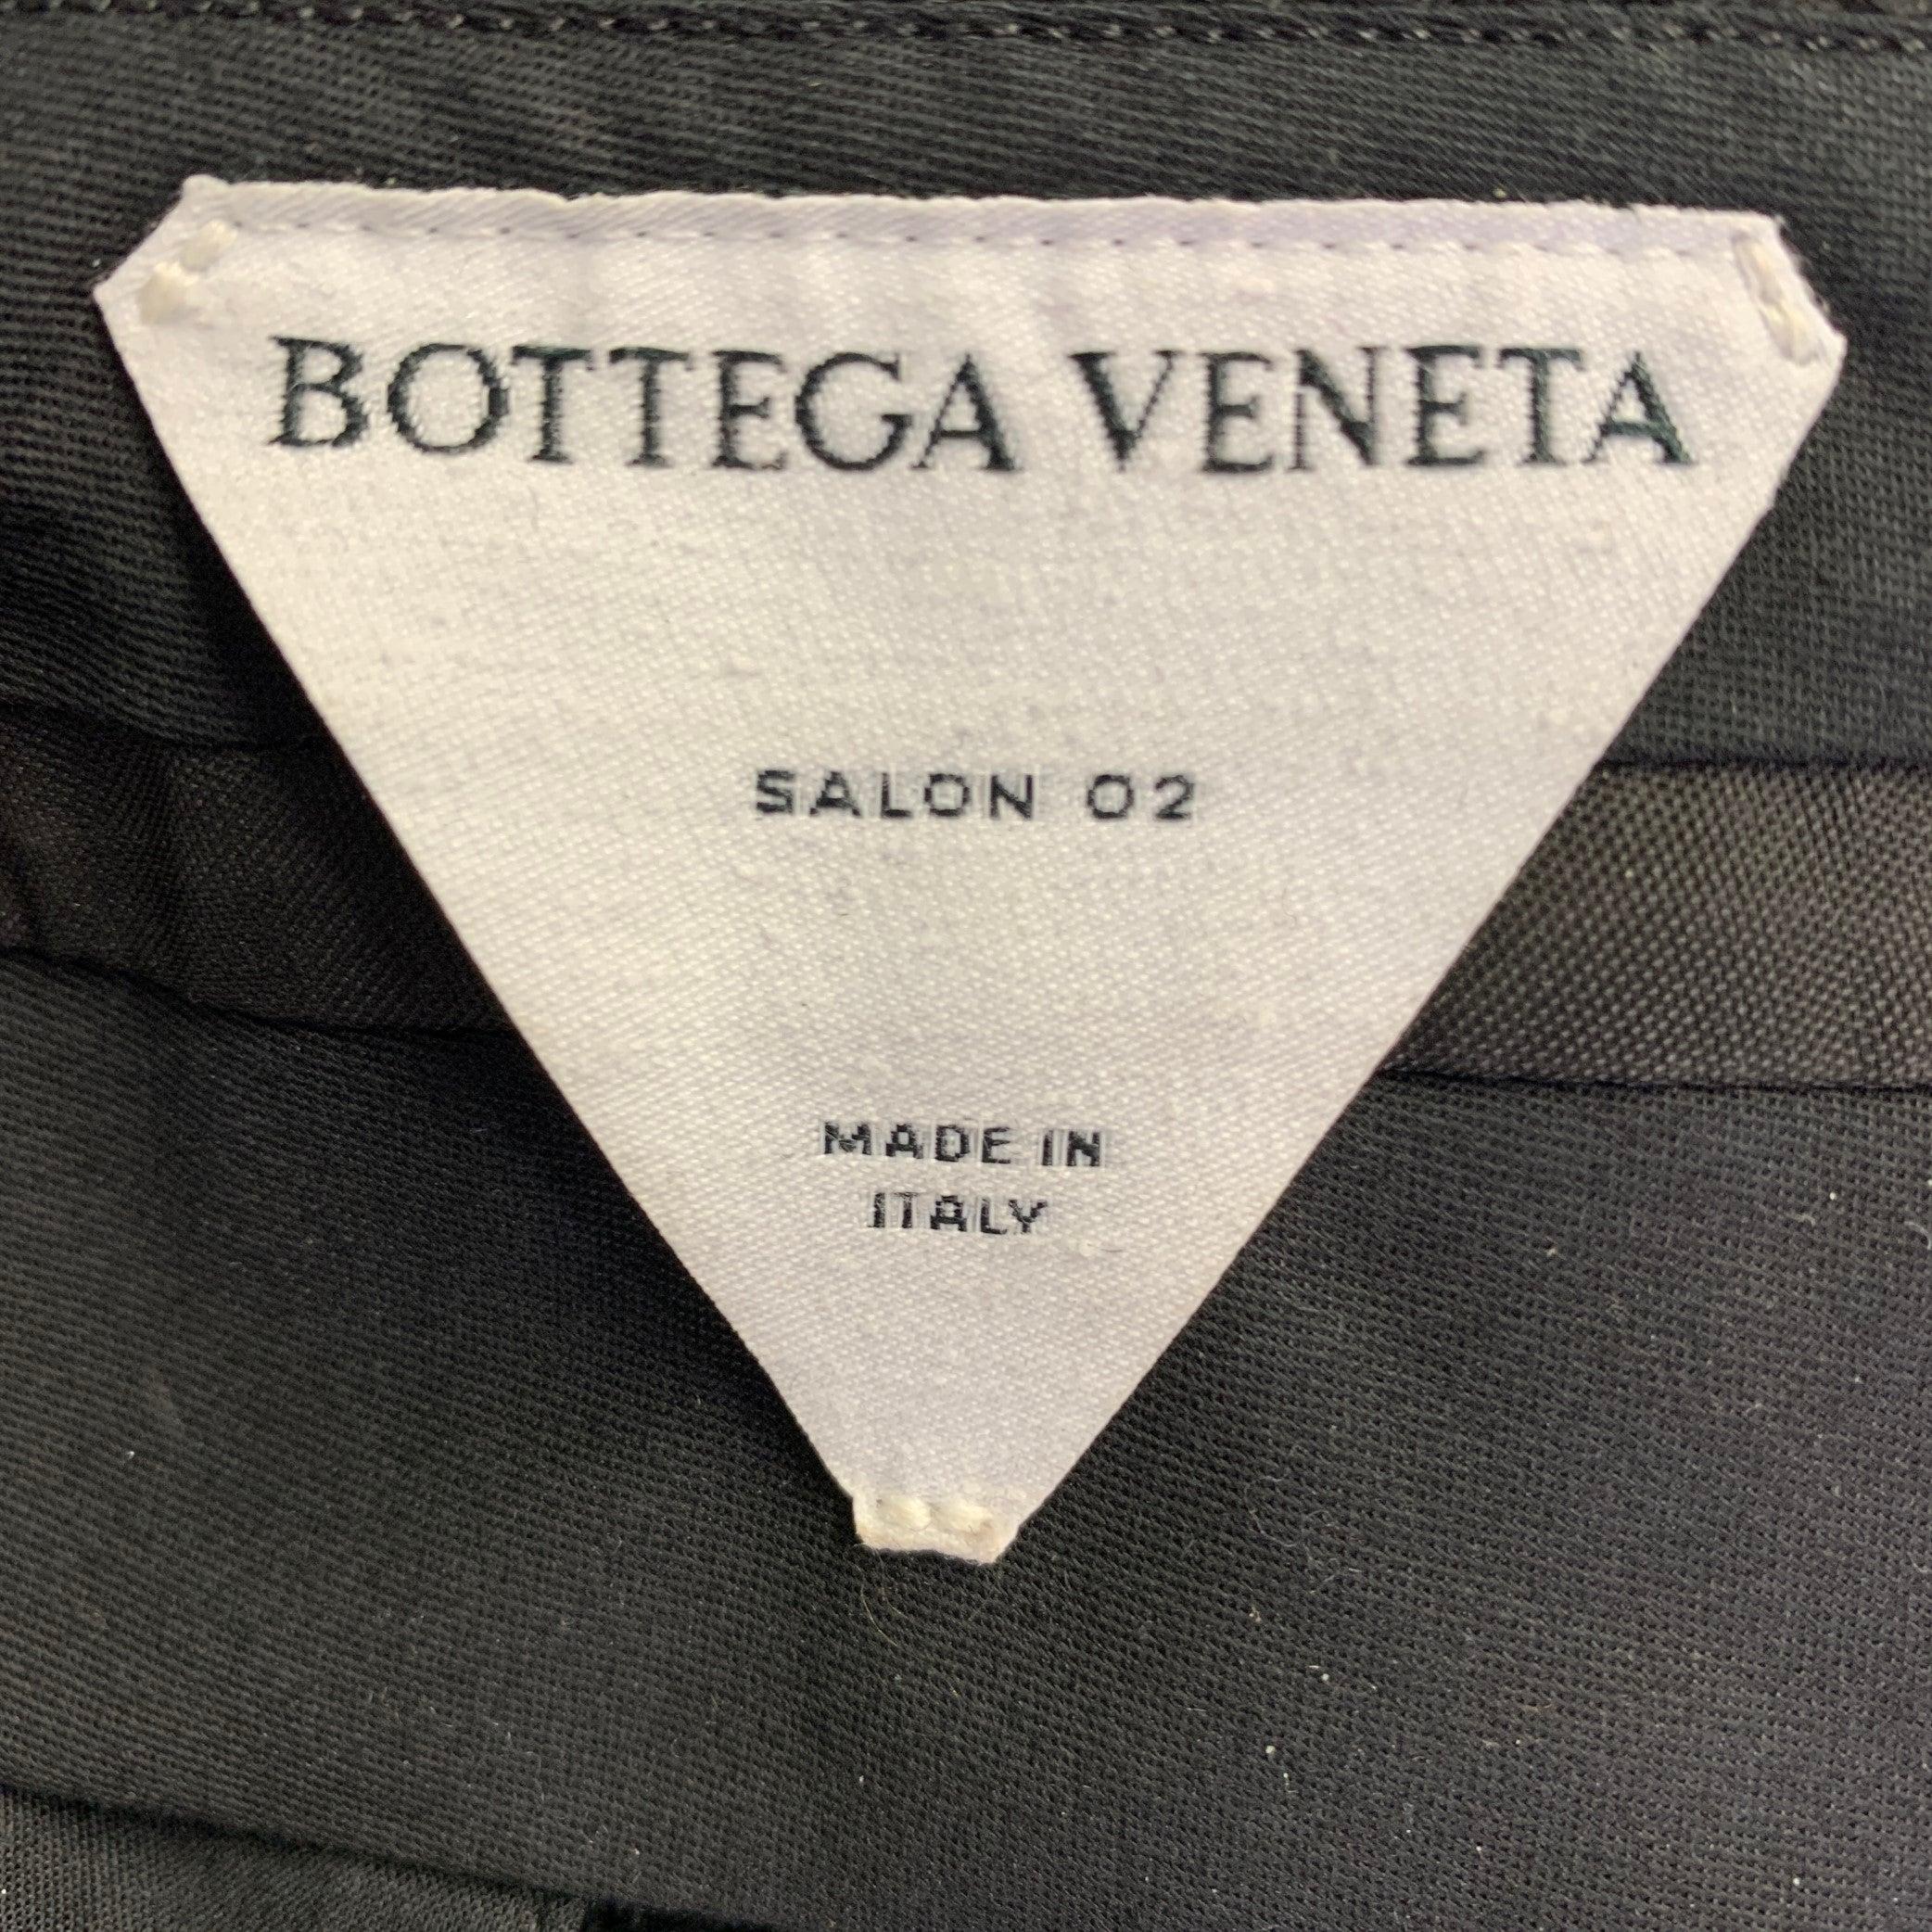 BOTTEGA VENETA
SALON 02
MADE IN
ITALY